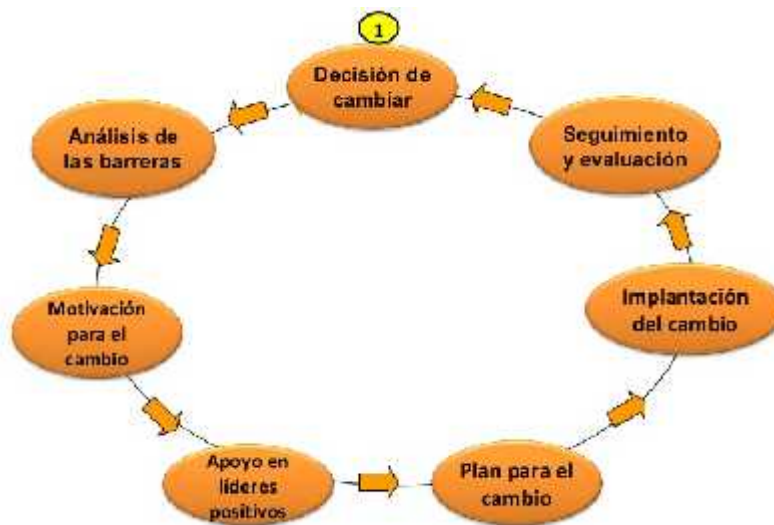 1
Decisión de
cambiar
Análisis de
las barreras
Motivación
para el
cambio
Apoyo en
líderes
positivos
Plan para el
cambio
Implantación
del cambio
Seguimiento
y evaluación